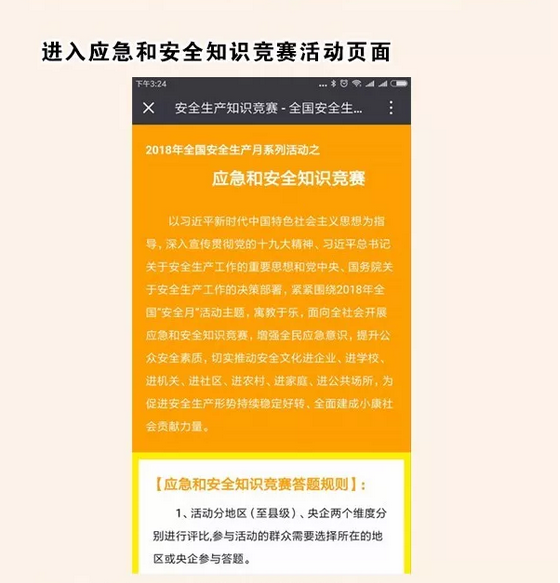 进入应急和安全知识竞赛活动页面
下午3:24
安全生产知识竞赛 - 全国安全生...
2018年全国安全生产月系列活动之
应急和安全知识竞赛
以习近平新时代中国特色社会主义思想为指
导，深入宣传贯彻党的十九大精神、习近平总书记
关于安全生产工作的重要思想和党中央、国务院关
于安全生产工作的决策部署，紧紧围绕2018年全
国“安全月”活动主题，寓教于乐，面向全社会开展
应急和安全知识竞赛，增强全民应急意识，提升公
众安全素质，切实推动安全文化进企业、进学校、
进机关、进社区、进农村、进家庭、进公共场所，为
促进安全生产形势持续稳定好转、全面建成小康社
会贡献力量。
【应急和安全知识竞赛答题规则】：
1、活动分地区（至县级）、央企两个维度分
别进行评比,参与活动的群众需要选择所在的地
区或央企参与答题。